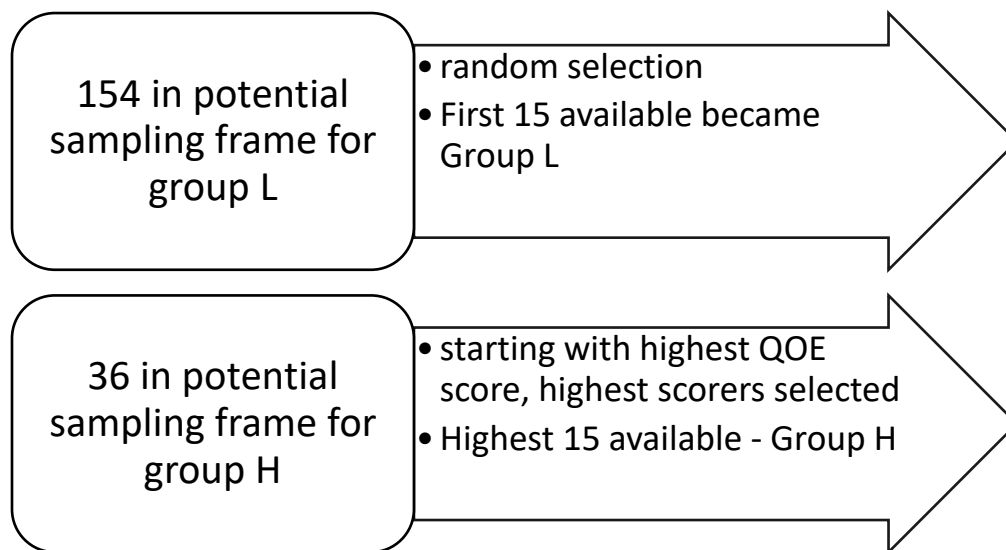 154 in potential
sampling frame for
group L
• random selection
• First 15 available became
Group L
36 in potential
sampling frame for
group H
• starting with highest QOE
score, highest scorers selected
• Highest 15 available - Group H